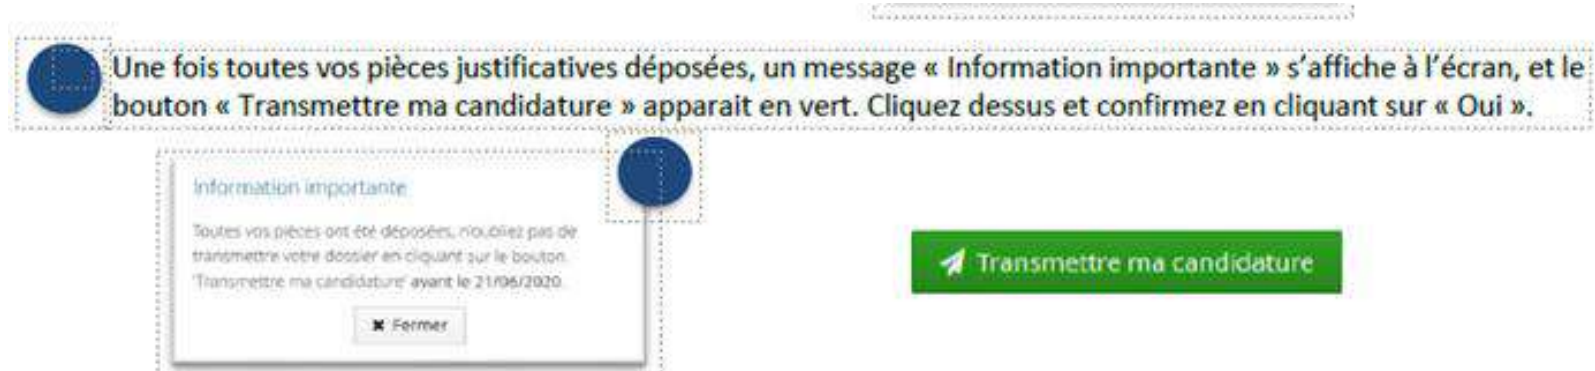 Une fois toutes vos pièces justificatives déposées, un message « Information importante » s’affiche à l’écran, et le
bouton « Transmettre ma candidature » apparait en vert. Cliquez dessus et confirmez en cliquant sur « Oui ».
Information importante
Toutes vos pièces ont été déposées, n'oubliez pas de
transmettre votre dossier en cliquant sur le bouton
'Transmettre ma candidature' avant le 21/06/2020.
✖ Fermer
Transmettre ma candidature